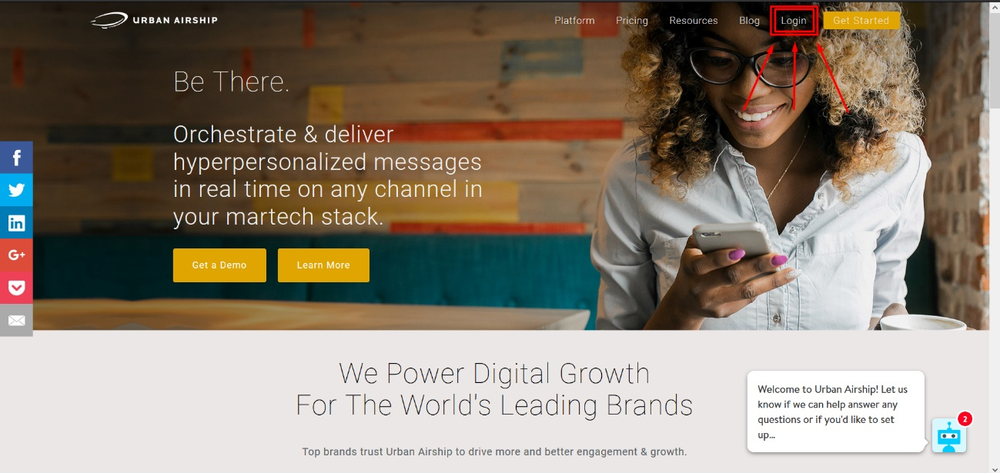 URBAN AIRSHIP
Platform
Pricing
Resources
Blog
Login
Get Started
Be There.
Orchestrate & deliver
hyperpersonalized messages
in real time on any channel in
your martech stack.
Get a Demo
Learn More
f
in
G+
We Power Digital Growth
For The World's Leading Brands
Top brands trust Urban Airship to drive more and better engagement & growth.
Welcome to Urban Airship! Let us
know if we can help answer any
questions or if you'd like to set
up...
2